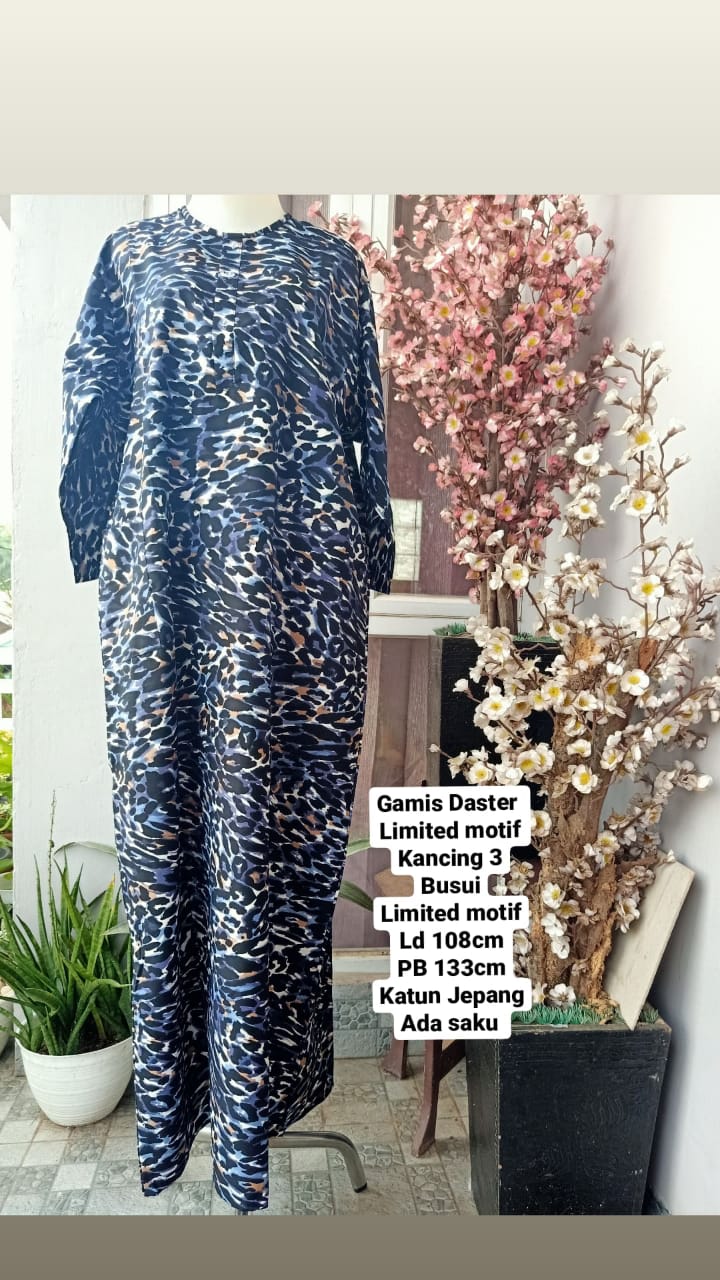 Gamis Daster
Limited motif
Kancing 3
Busui
Limited motif
Ld 108cm
PB 133cm
Katun Jepang
Ada saku